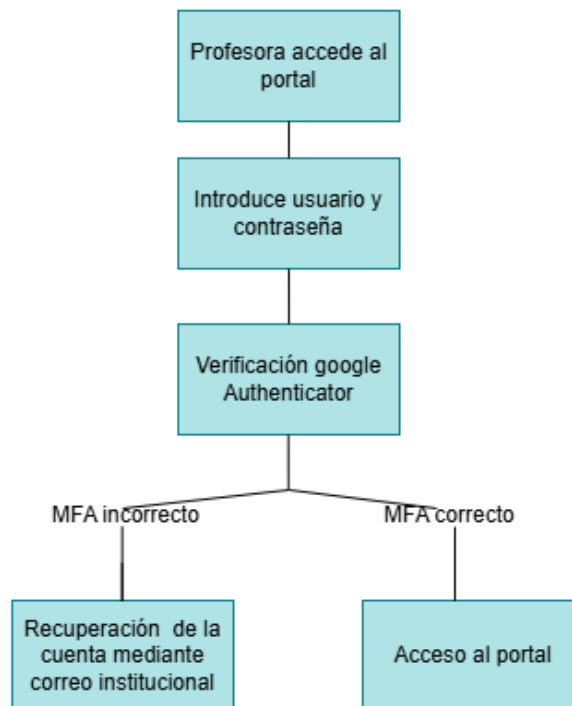 Profesora accede al
portal
Introduce usuario y
contraseña
Verificación google
Authenticator
MFA incorrecto
MFA correcto
Recuperación  de la
cuenta mediante
correo institucional
Acceso al portal